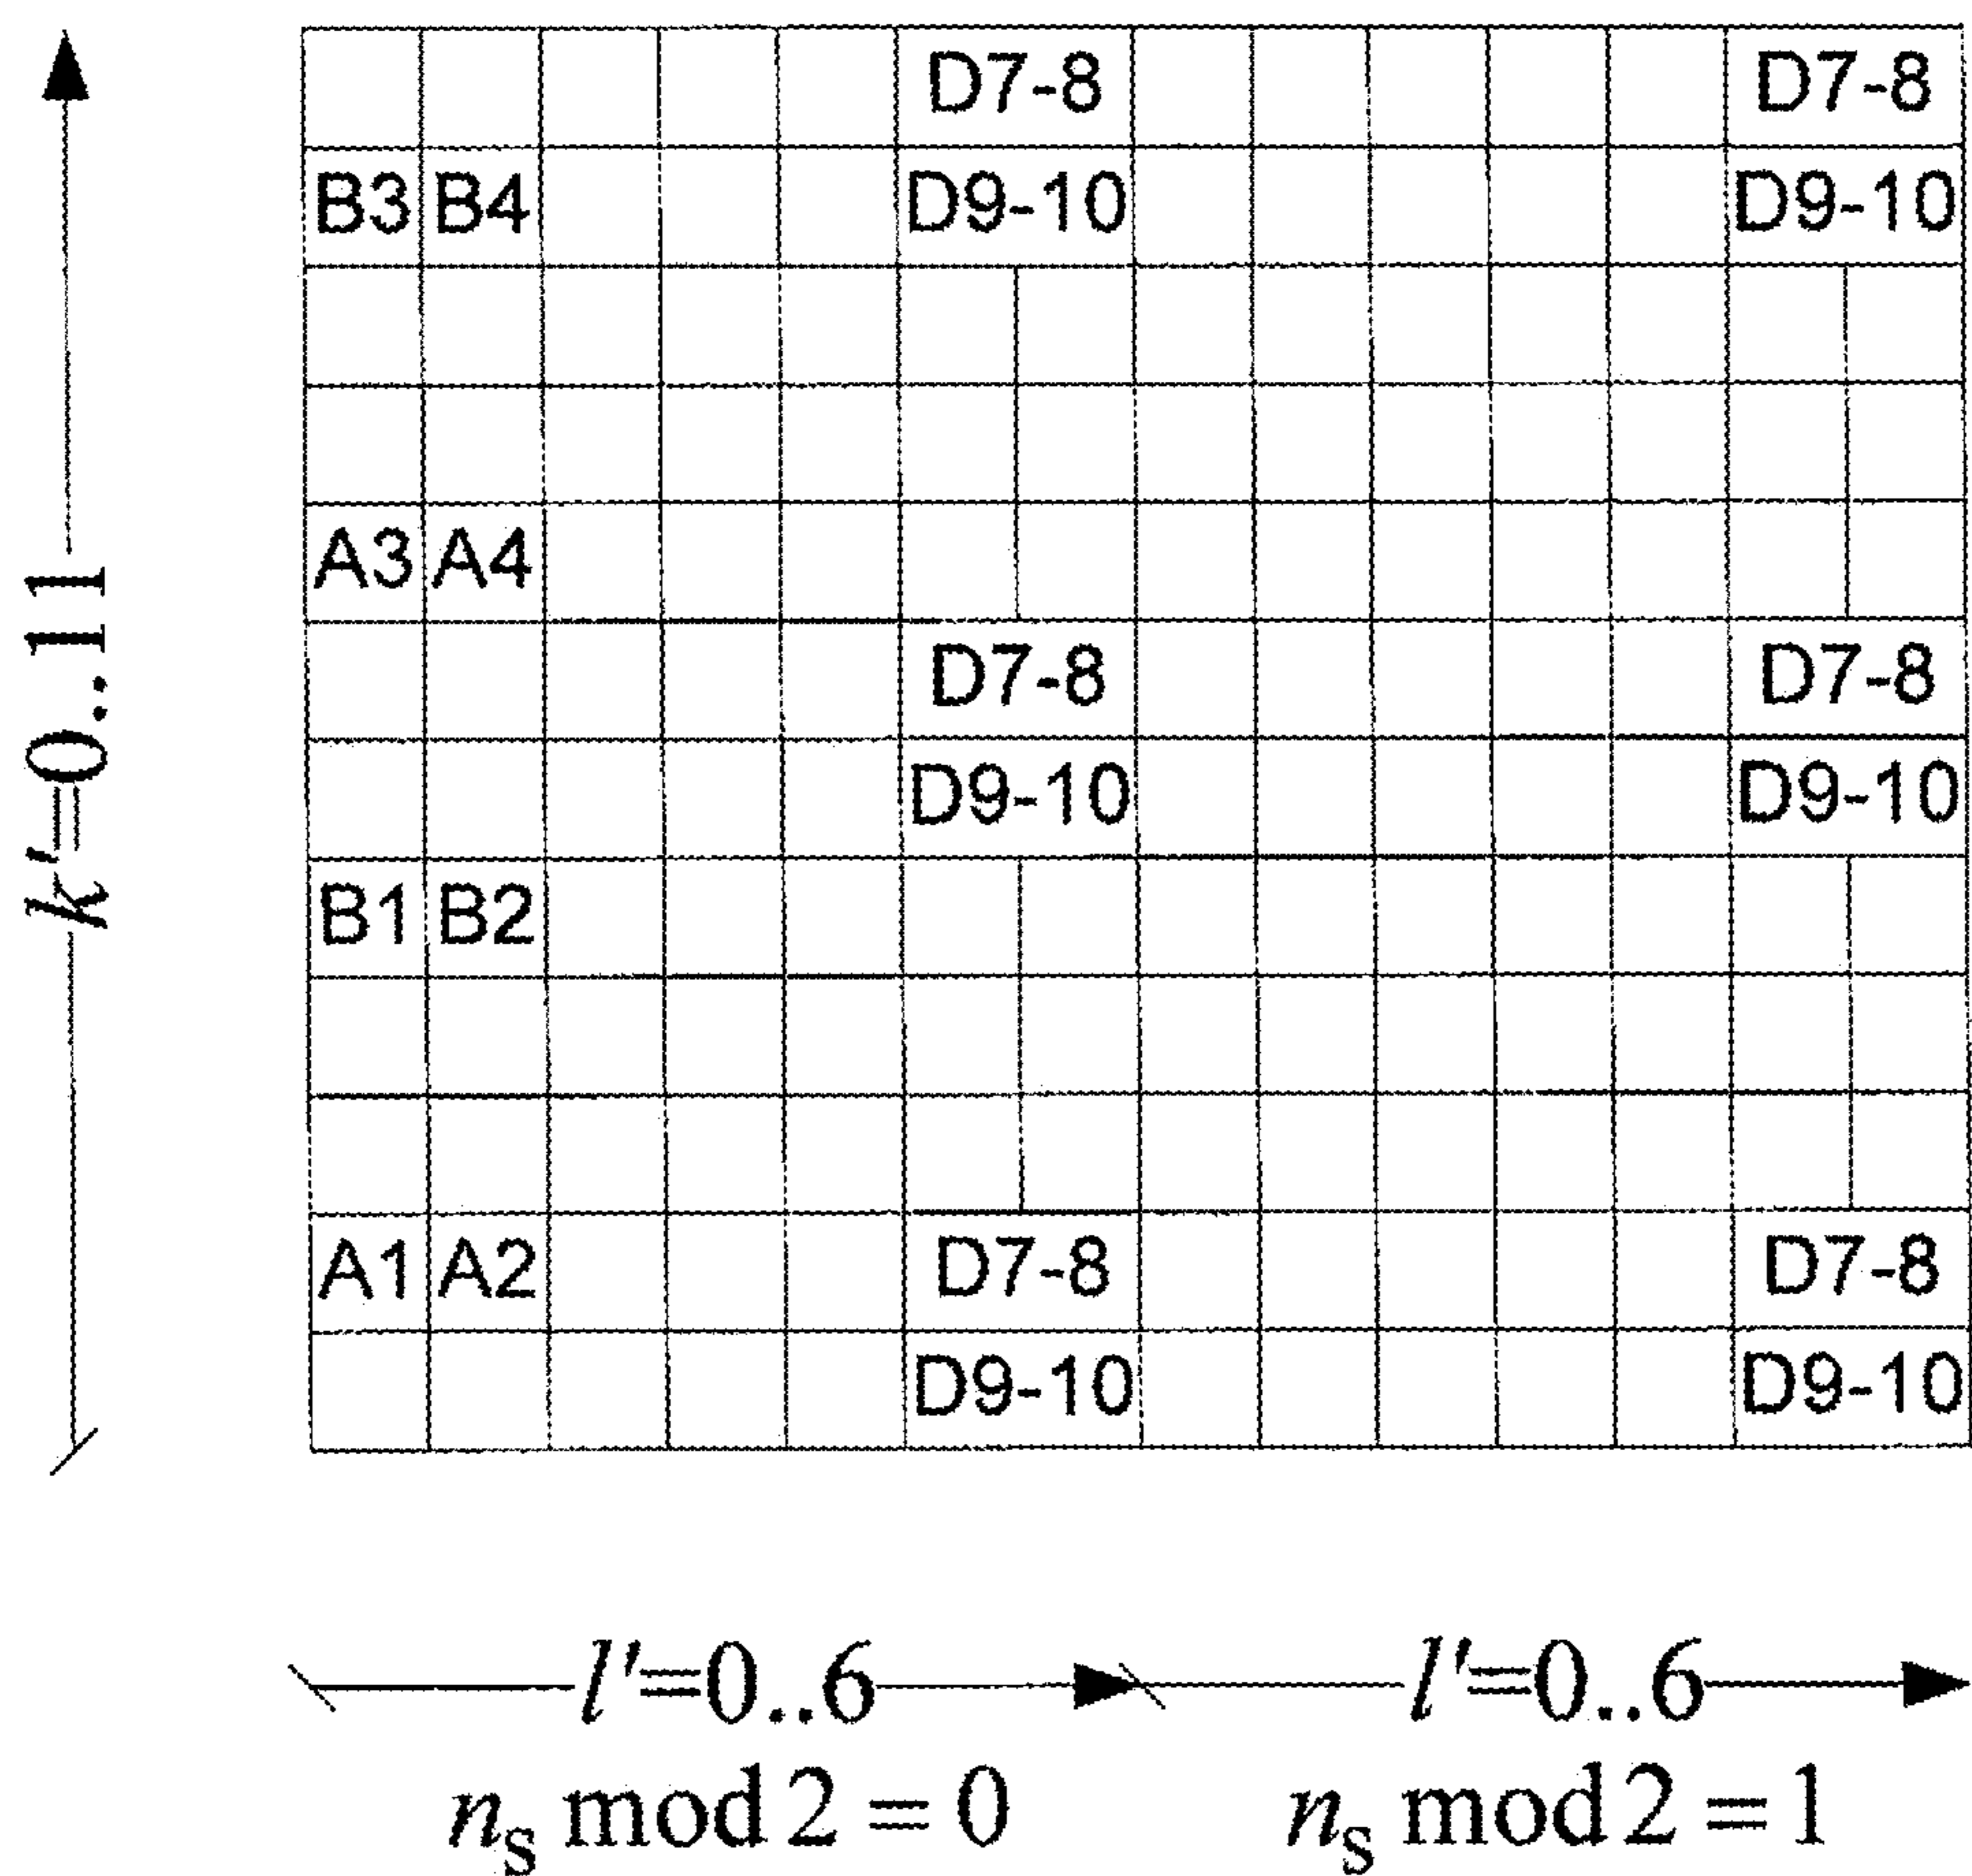 D7-8 D7-8
B3 B4 D9-10 D9-10
A3 A4
D7-8 D7-8
D9-10 D9-10
B1 B2
A1 A2 D7-8 D7-8
D9-10 D9-10
k'=0..11
l'=0..6 l'=0..6
nₛ mod 2 = 0 nₛ mod 2 = 1